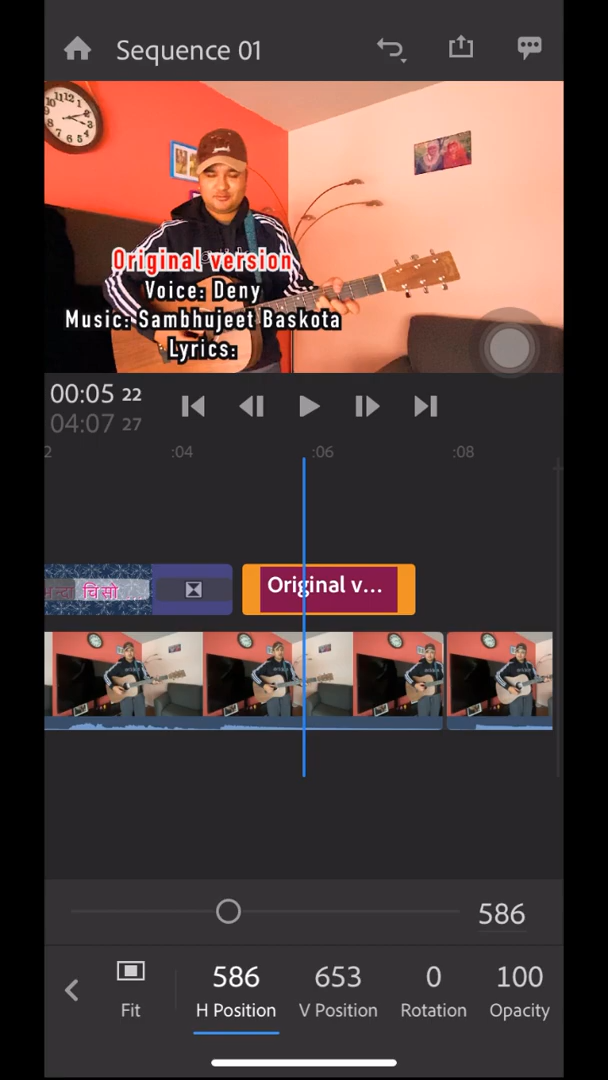 Sequence 01
Original version
Voice: Deny
Music: Sambhujeet Baskota
Lyrics:
00:05 22
04:07 27
2 :04 :06 :08
चिसो
Original v...
586
586 653 0 100
Fit H Position V Position Rotation Opacity